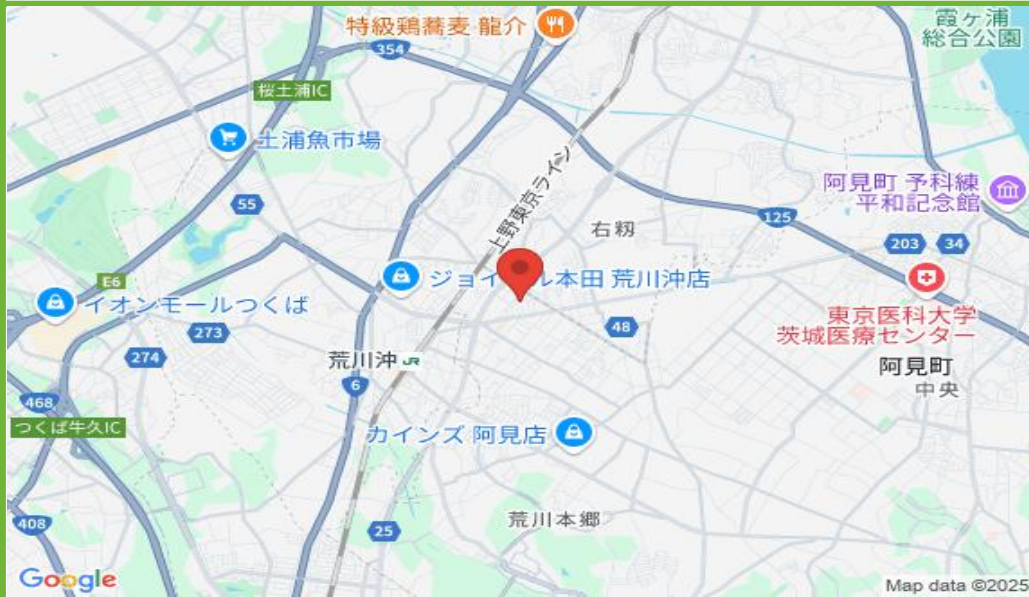 特級鶏蕎麦 龍介
霞ヶ浦
総合公園
354
桜土浦IC
土浦魚市場
上野東京ライン
阿見町 予科練
平和記念館
55
125
右籾
203
34
E6
ジョイフル本田 荒川沖店
イオンモールつくば
東京医科大学
茨城医療センター
273
48
274
荒川沖 JR
阿見町
中央
6
468
つくば牛久IC
カインズ 阿見店
408
25
荒川本郷
Google
Map data ©2025